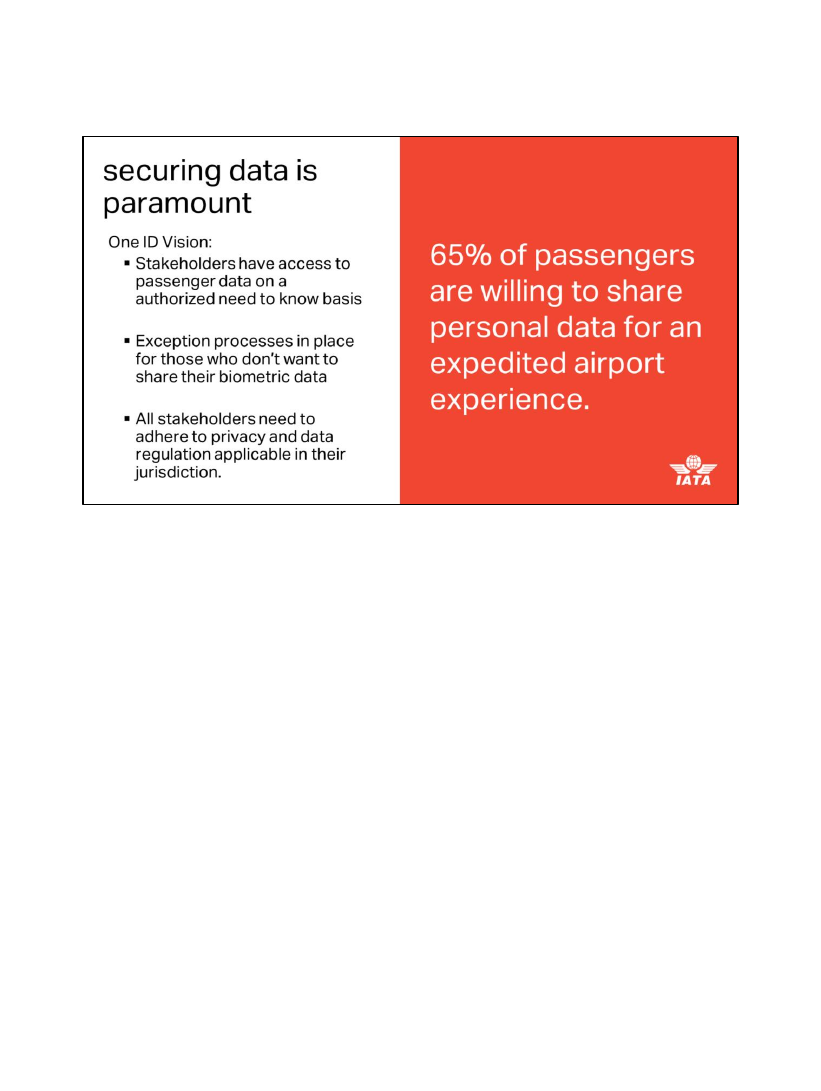 securing data is
paramount
One ID Vision:
▪ Stakeholders have access to
passenger data on a
authorized need to know basis
▪ Exception processes in place
for those who don't want to
share their biometric data
▪ All stakeholders need to
adhere to privacy and data
regulation applicable in their
jurisdiction.
65% of passengers
are willing to share
personal data for an
expedited airport
experience.
IATA